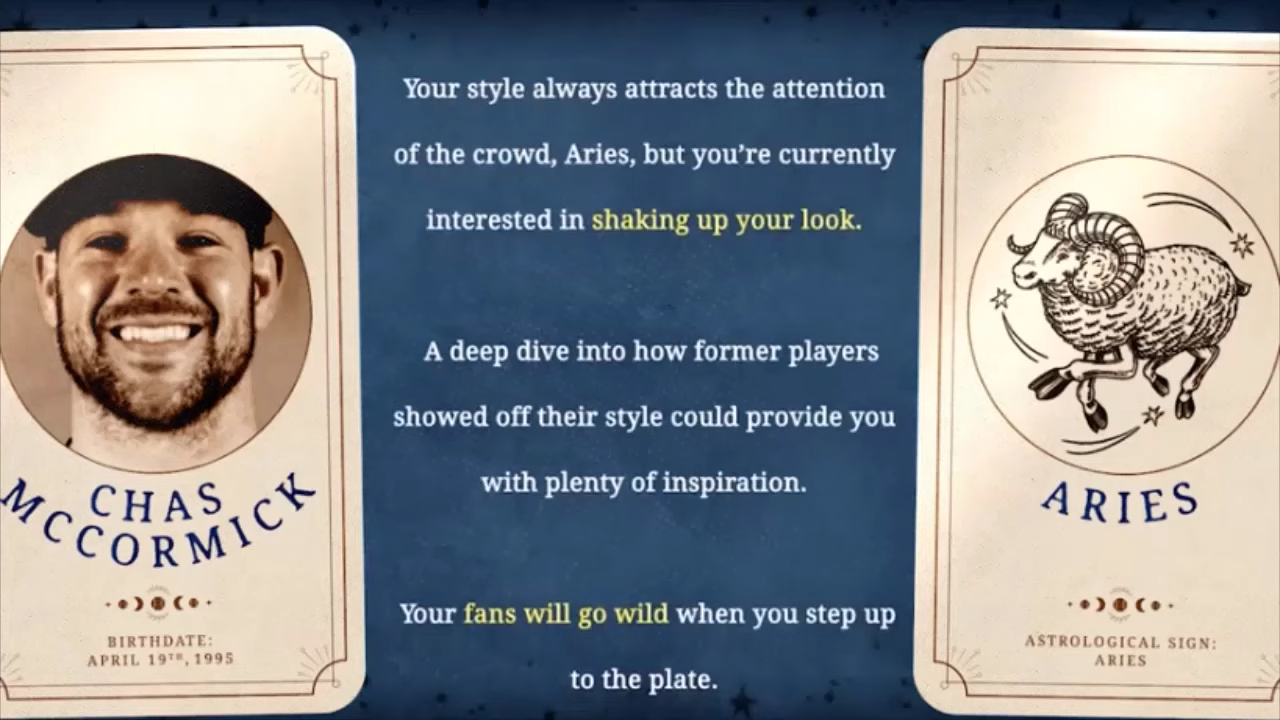 Your style always attracts the attention
of the crowd, Aries, but you’re currently
interested in shaking up your look.
A deep dive into how former players
showed off their style could provide you
with plenty of inspiration.
Your fans will go wild when you step up
to the plate.
CHAS
MCCORMICK
BIRTHDATE:
APRIL 19TH, 1995
ARIES
ASTROLOGICAL SIGN:
ARIES